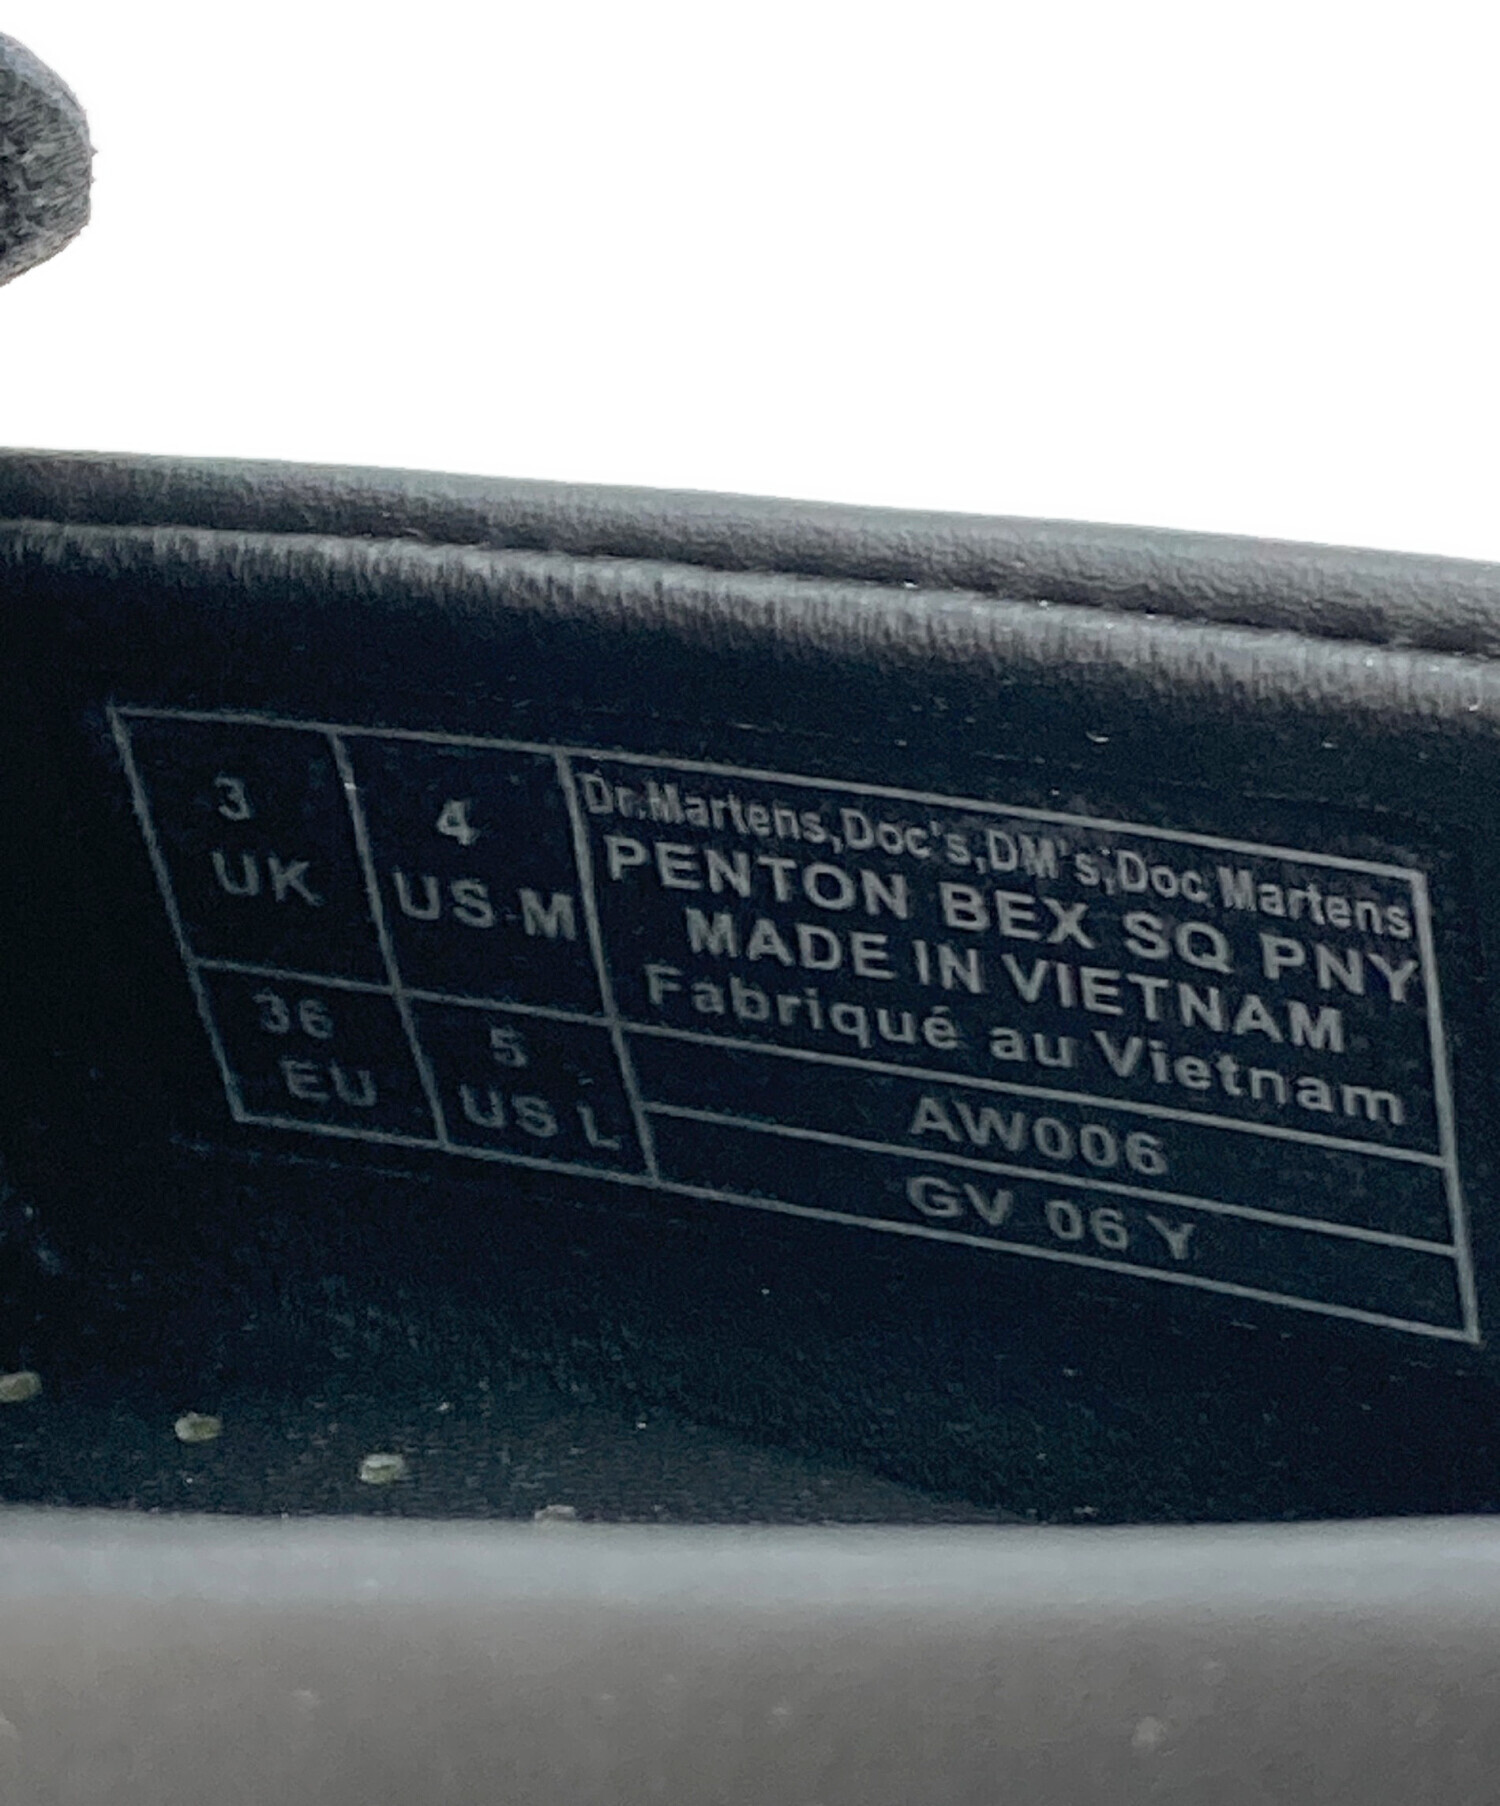 3
UK
4
US M
36
EU
5
US L
Dr.Martens,Doc's,DM's,Doc Martens
PENTON BEX SQ PNY
MADE IN VIETNAM
Fabriqué au Vietnam
AW006
GV 06 Y